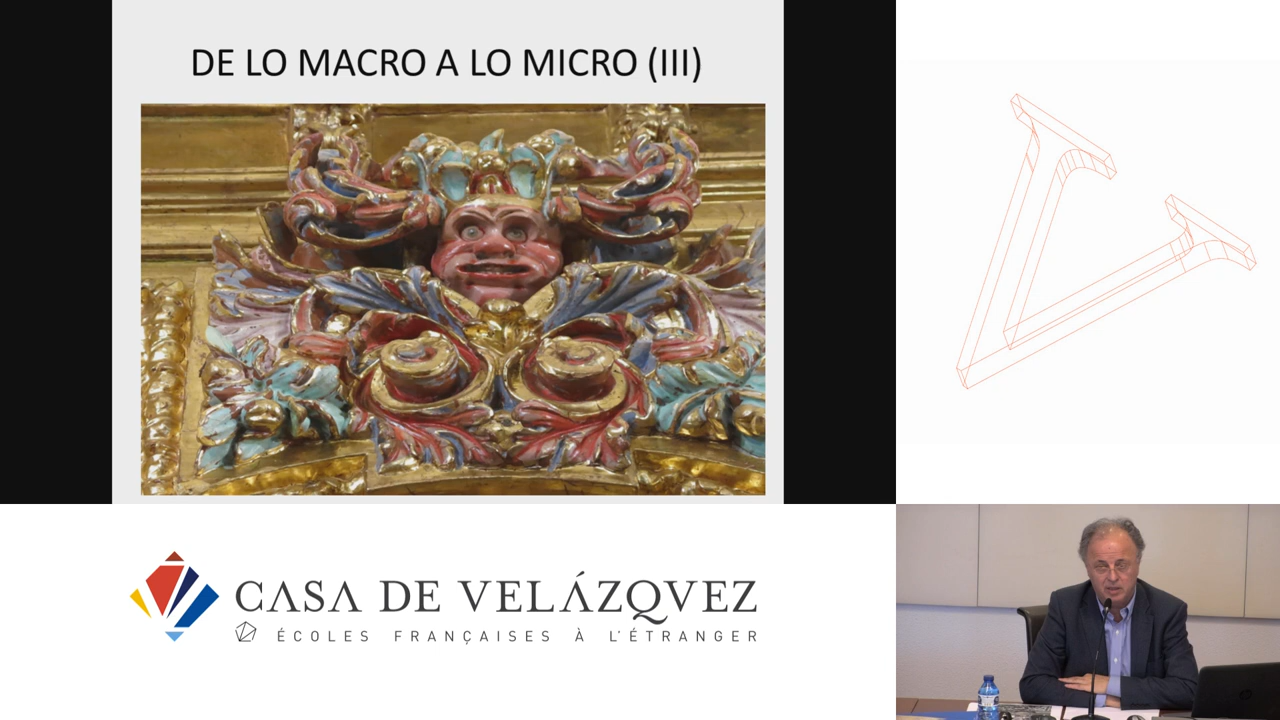 DE LO MACRO A LO MICRO (III)
CASA DE VELÁZQVEZ
ÉCOLES FRANÇAISES À L'ÉTRANGER